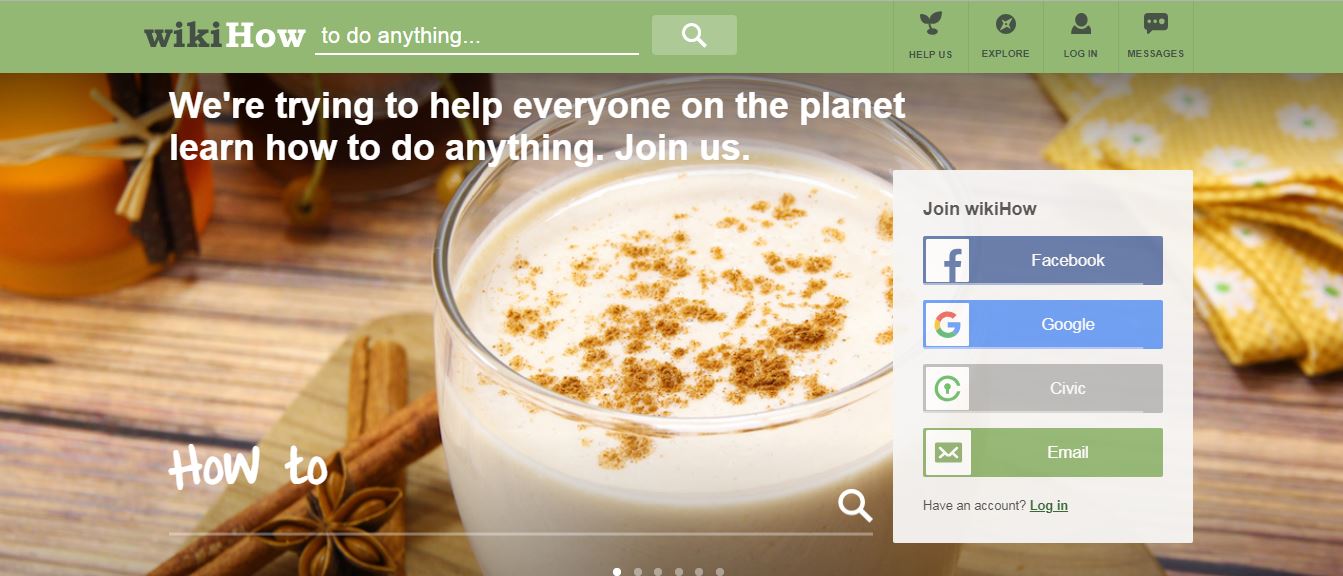 wikiHow to do anything...
HELP US
EXPLORE
LOG IN
MESSAGES
We're trying to help everyone on the planet
learn how to do anything. Join us.
Join wikiHow
Facebook
Google
Civic
Email
Have an account? Log in
How to